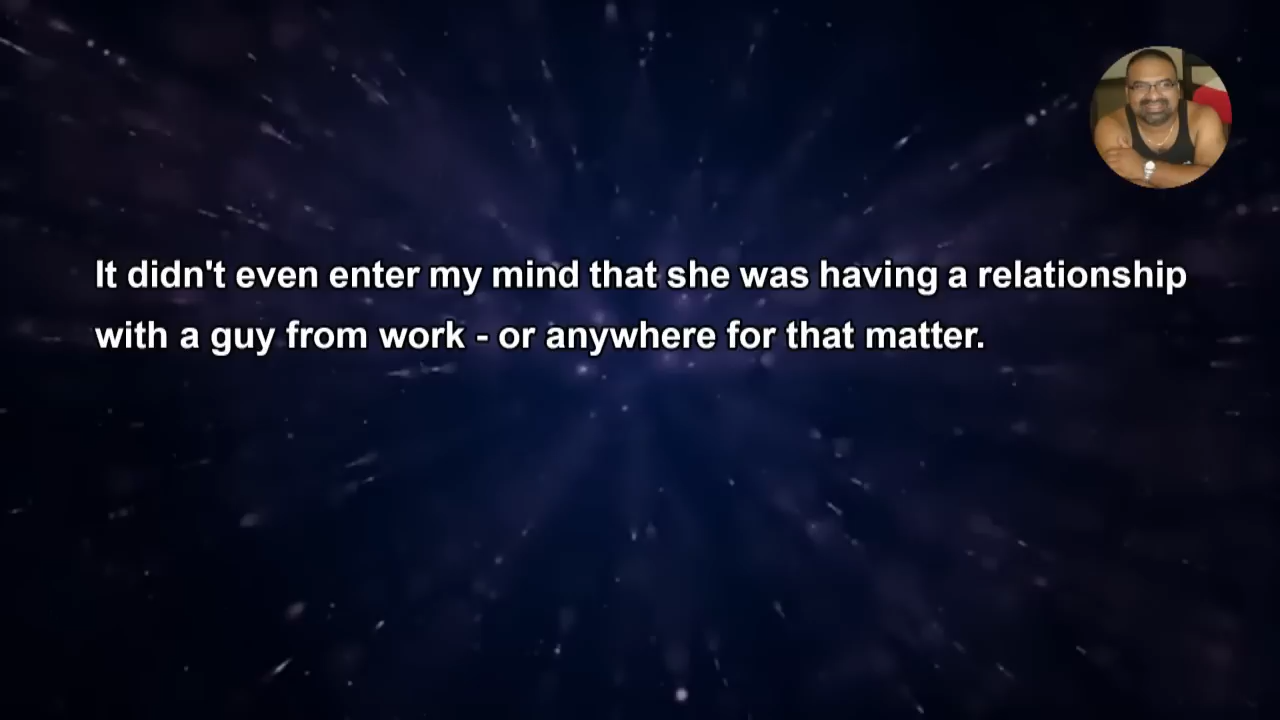 It didn't even enter my mind that she was having a relationship
with a guy from work - or anywhere for that matter.